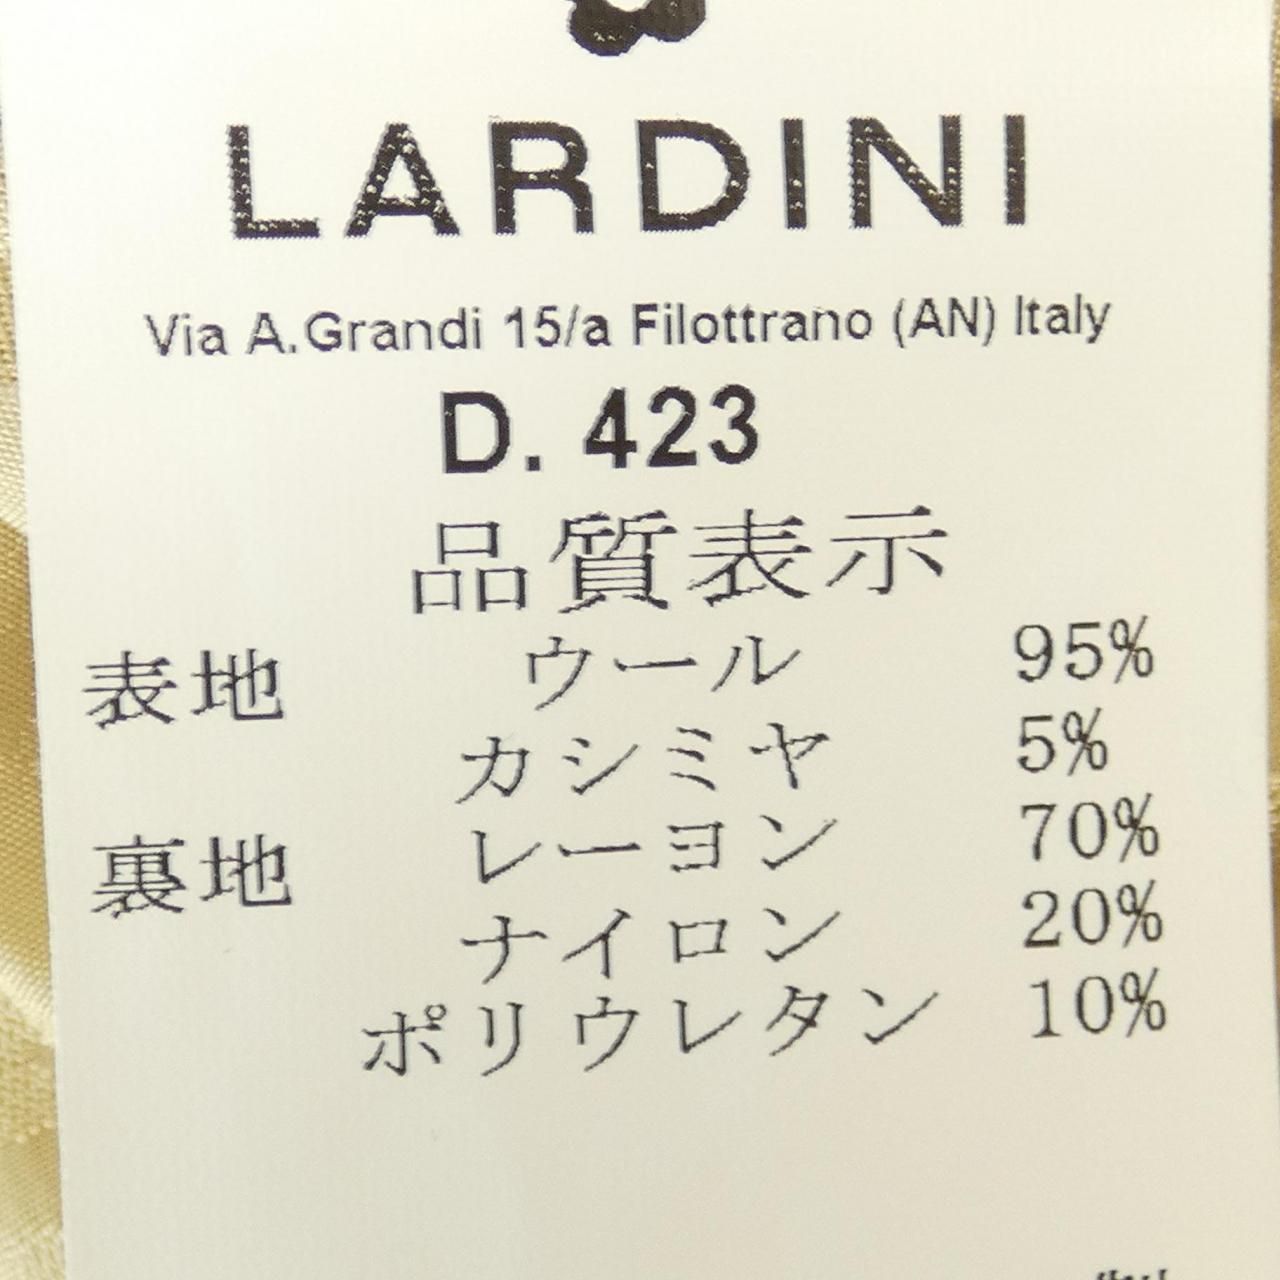 LARDINI
Via A.Grandi 15/a Filottrano (AN) Italy
D. 423
品質表示
表地 ウール 95%
カシミヤ 5%
裏地 レーヨン 70%
ナイロン 20%
ポリウレタン 10%